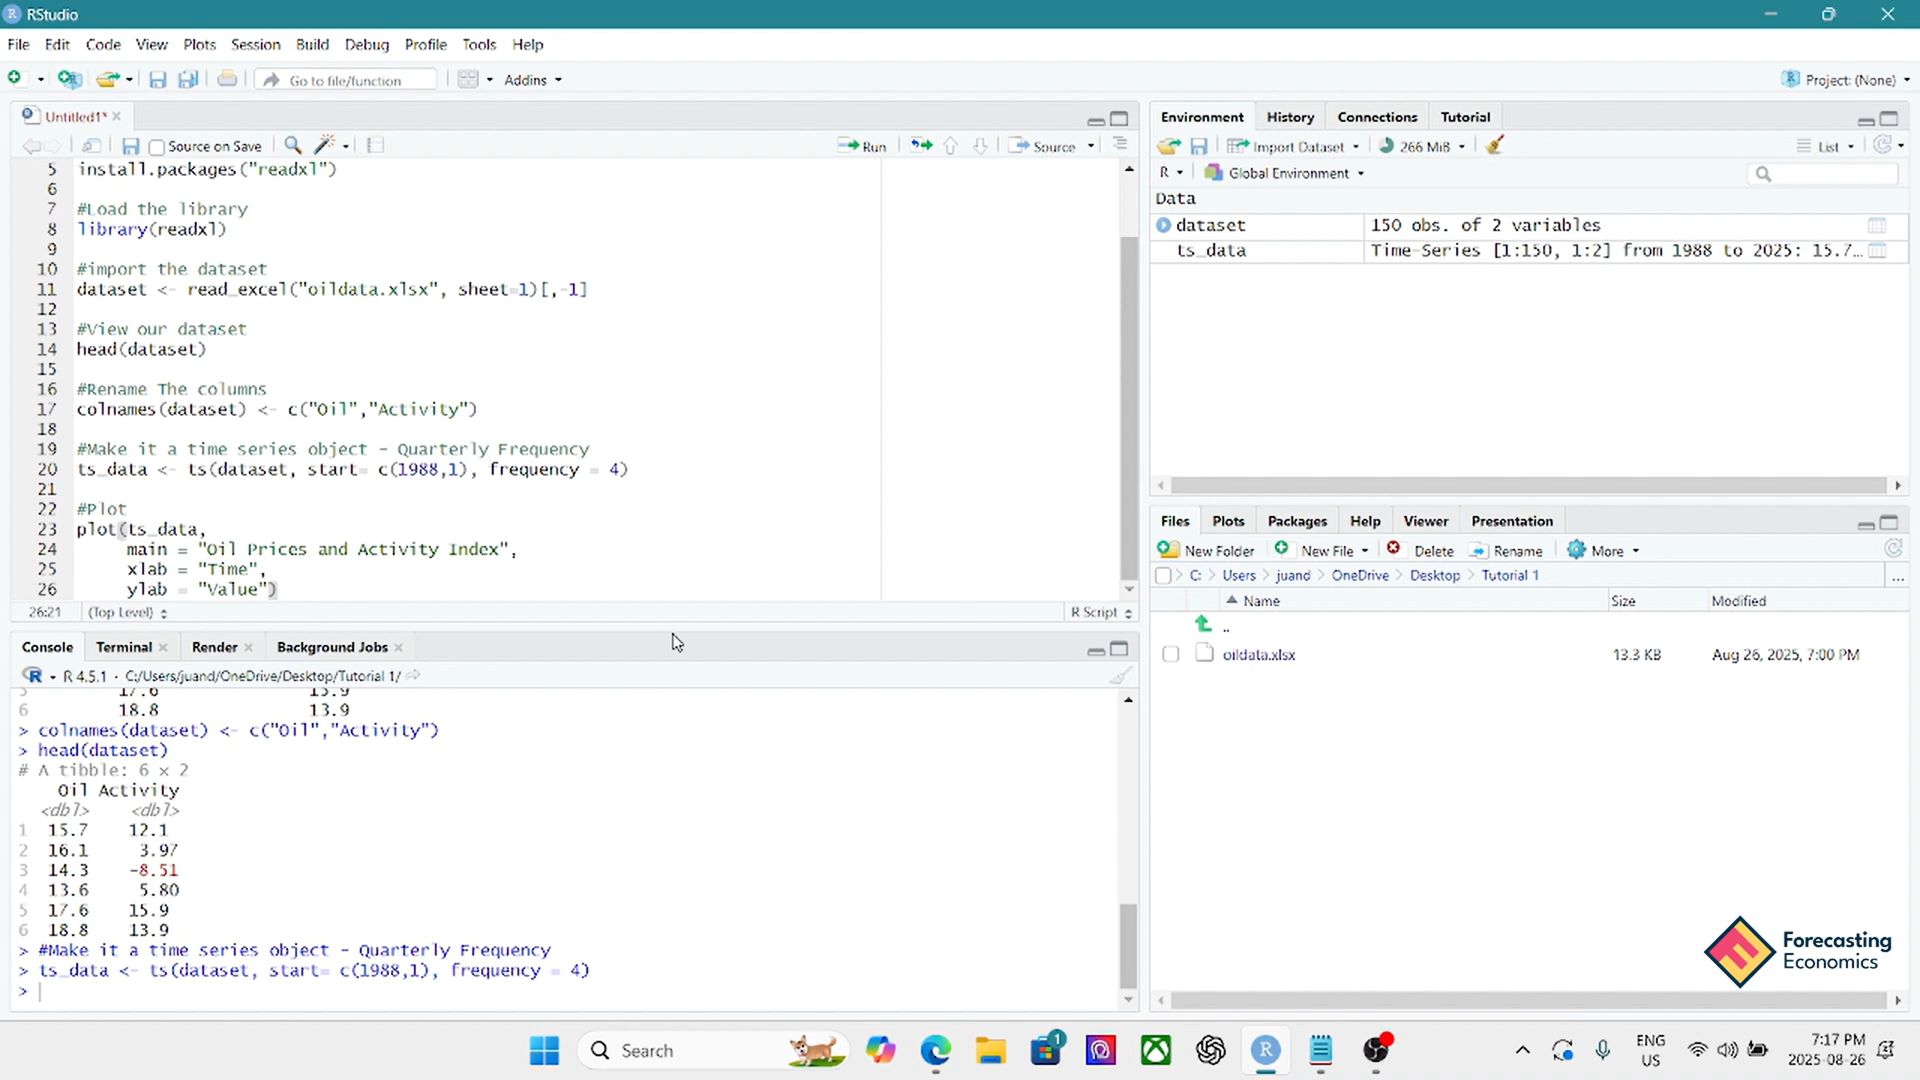 RStudio
File Edit Code View Plots Session Build Debug Profile Tools Help
Go to file/function Addins Project: (None)
Untitled1*
Source on Save Run Source
5 install.packages("readxl")
6
7 #Load the library
8 library(readxl)
9
10 #import the dataset
11 dataset <- read_excel("oildata.xlsx", sheet=1)[,-1]
12
13 #View our dataset
14 head(dataset)
15
16 #Rename The columns
17 colnames(dataset) <- c("Oil","Activity")
18
19 #Make it a time series object - Quarterly Frequency
20 ts_data <- ts(dataset, start= c(1988,1), frequency = 4)
21
22 #Plot
23 plot(ts_data,
24 main = "Oil Prices and Activity Index",
25 xlab = "Time",
26 ylab = "Value")
26:21 (Top Level) R Script
Console Terminal Render Background Jobs
R 4.5.1 · C:/Users/juand/OneDrive/Desktop/Tutorial 1/
5 17.6 15.9
6 18.8 13.9
> colnames(dataset) <- c("Oil","Activity")
> head(dataset)
# A tibble: 6 x 2
Oil Activity
<dbl> <dbl>
1 15.7 12.1
2 16.1 3.97
3 14.3 -8.51
4 13.6 5.80
5 17.6 15.9
6 18.8 13.9
> #Make it a time series object - Quarterly Frequency
> ts_data <- ts(dataset, start= c(1988,1), frequency = 4)
>
Environment History Connections Tutorial
Import Dataset 266 MiB List
R Global Environment
Data
dataset 150 obs. of 2 variables
ts_data Time-Series [1:150, 1:2] from 1988 to 2025: 15.7…
Files Plots Packages Help Viewer Presentation
New Folder New File Delete Rename More
C: Users juand OneDrive Desktop Tutorial 1 ...
Name Size Modified
..
oildata.xlsx 13.3 KB Aug 26, 2025, 7:00 PM
Forecasting
Economics
Search
1
ENG
US
7:17 PM
2025-08-26